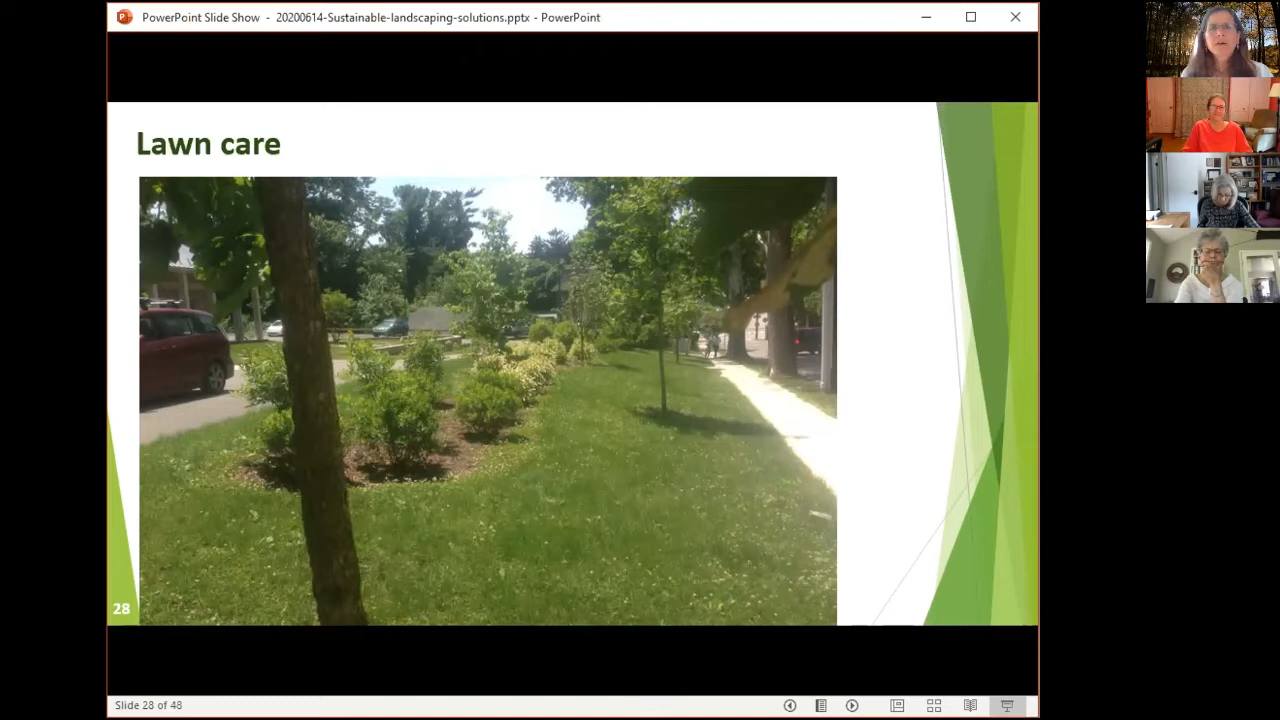 PowerPoint Slide Show - 20200614-Sustainable-landscaping-solutions.pptx - PowerPoint
Lawn care
28
Slide 28 of 48